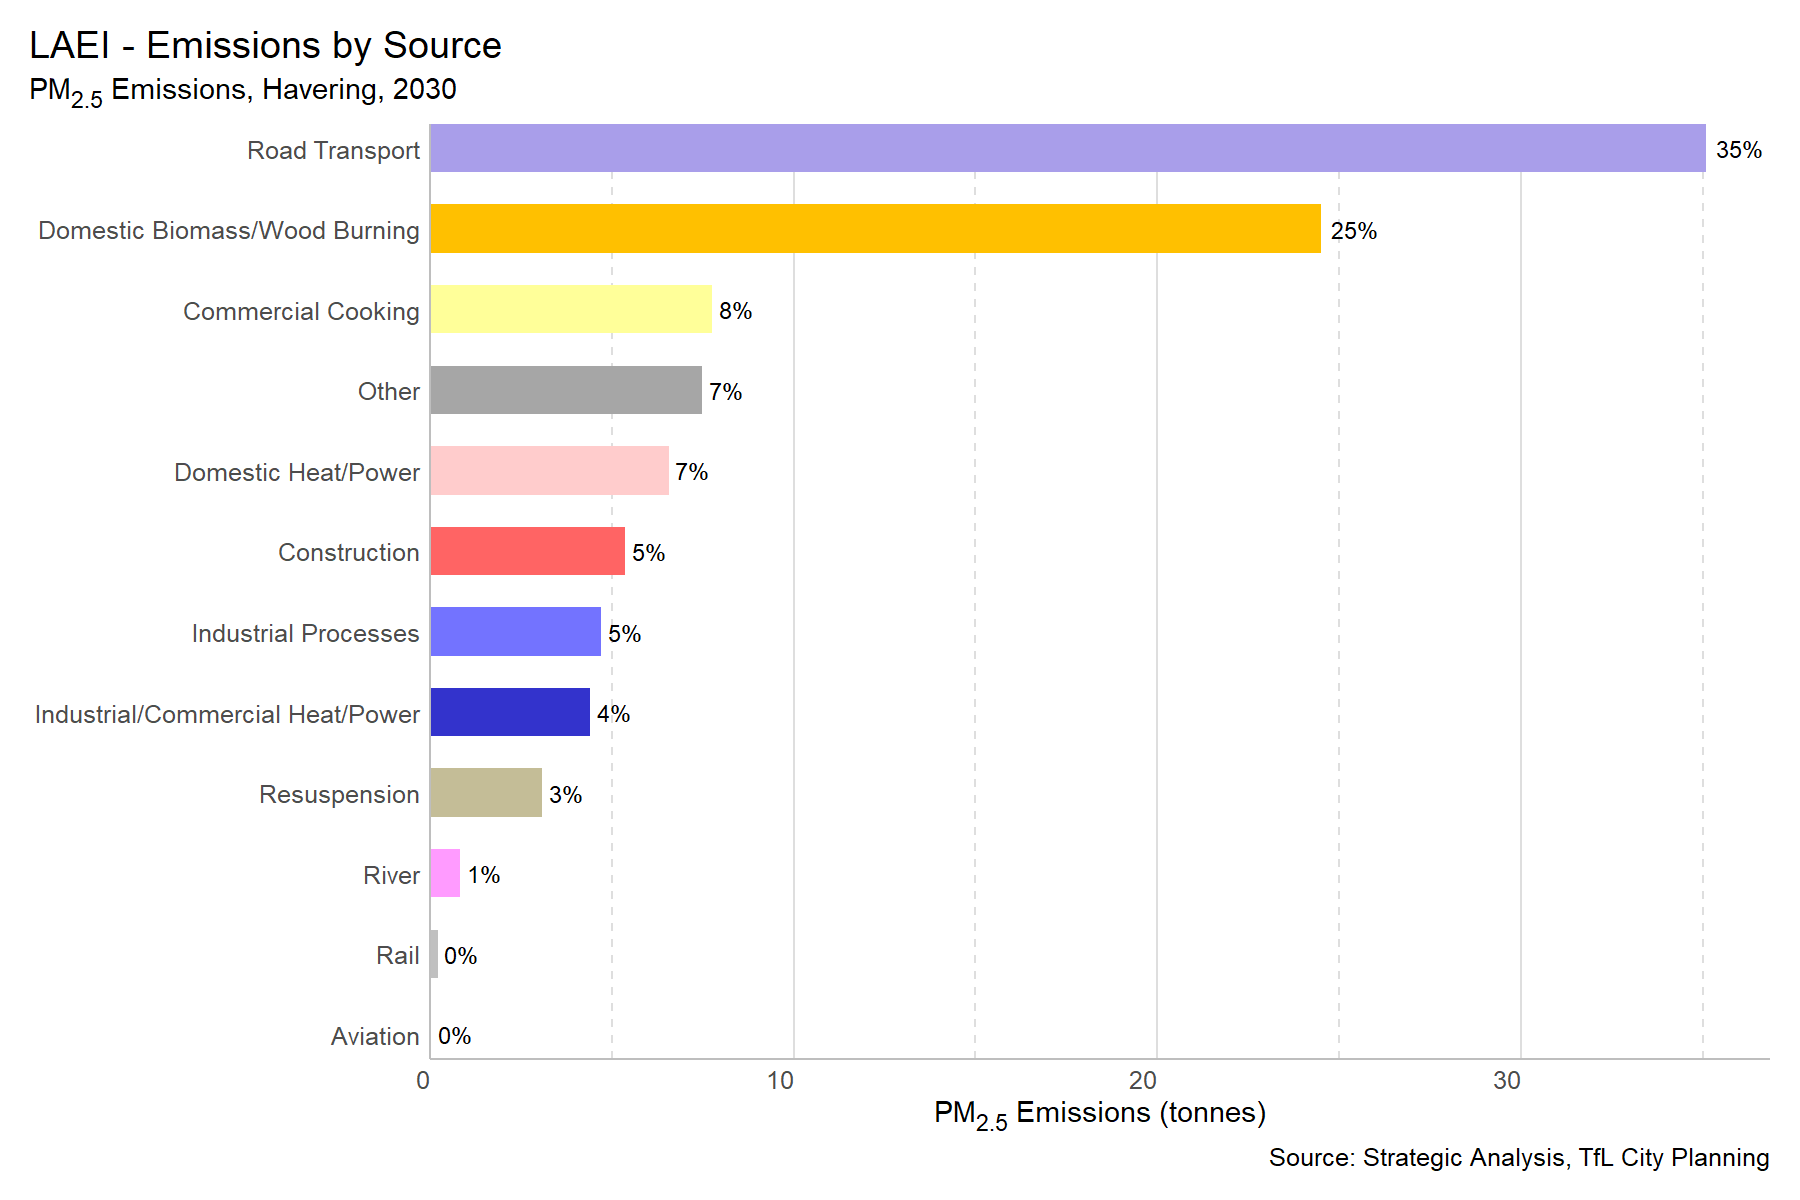 LAEI - Emissions by Source
PM2.5 Emissions, Havering, 2030
Road Transport 35%
Domestic Biomass/Wood Burning 25%
Commercial Cooking 8%
Other 7%
Domestic Heat/Power 7%
Construction 5%
Industrial Processes 5%
Industrial/Commercial Heat/Power 4%
Resuspension 3%
River 1%
Rail 0%
Aviation 0%
0 10 20 30
PM2.5 Emissions (tonnes)
Source: Strategic Analysis, TfL City Planning